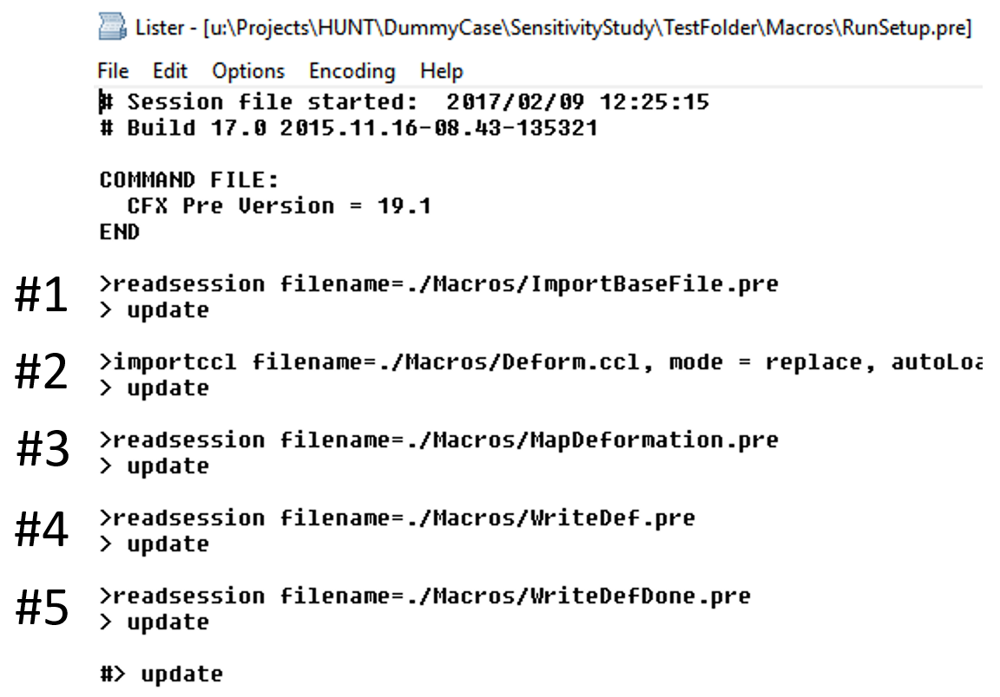 Lister - [u:\Projects\HUNT\DummyCase\SensitivityStudy\TestFolder\Macros\RunSetup.pre]
File Edit Options Encoding Help
# Session file started:  2017/02/09 12:25:15
# Build 17.0 2015.11.16-08.43-135321
COMMAND FILE:
  CFX Pre Version = 19.1
END
#1 >readsession filename=./Macros/ImportBaseFile.pre
> update
#2 >importccl filename=./Macros/Deform.ccl, mode = replace, autoLoa
> update
#3 >readsession filename=./Macros/MapDeformation.pre
> update
#4 >readsession filename=./Macros/WriteDef.pre
> update
#5 >readsession filename=./Macros/WriteDefDone.pre
> update
#> update